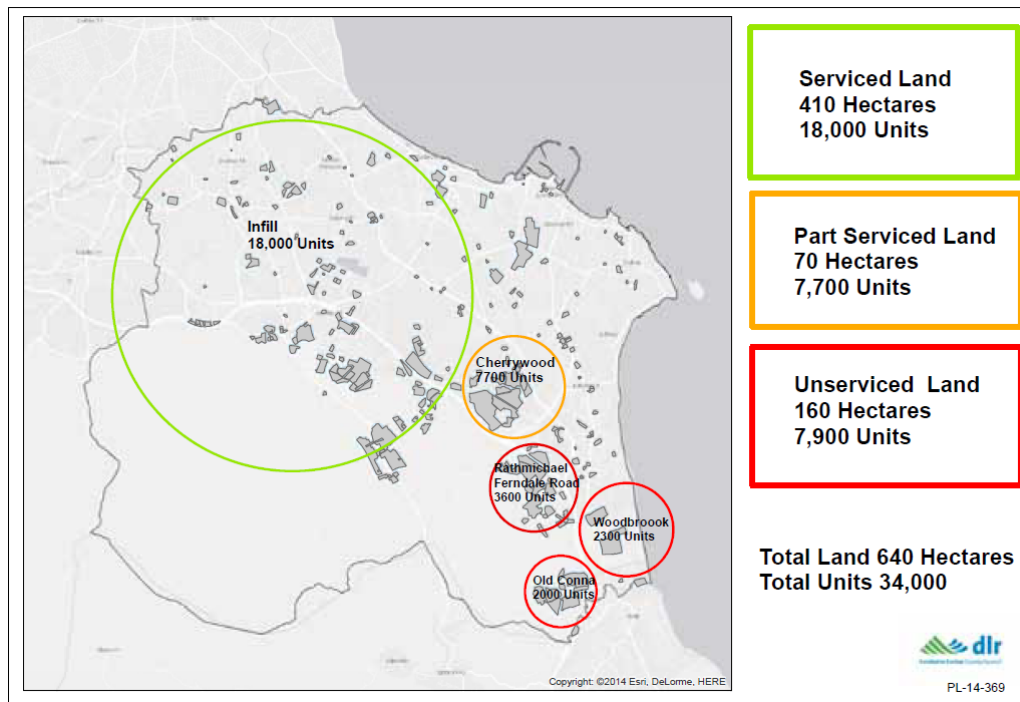 Infill
18,000 Units
Cherrywood
7700 Units
Rathmichael
Ferndale Road
3600 Units
Woodbroook
2300 Units
Old Conna
2000 Units
Copyright: ©2014 Esri, DeLorme, HERE
Serviced Land
410 Hectares
18,000 Units
Part Serviced Land
70 Hectares
7,700 Units
Unserviced Land
160 Hectares
7,900 Units
Total Land 640 Hectares
Total Units 34,000
dlr
PL-14-369